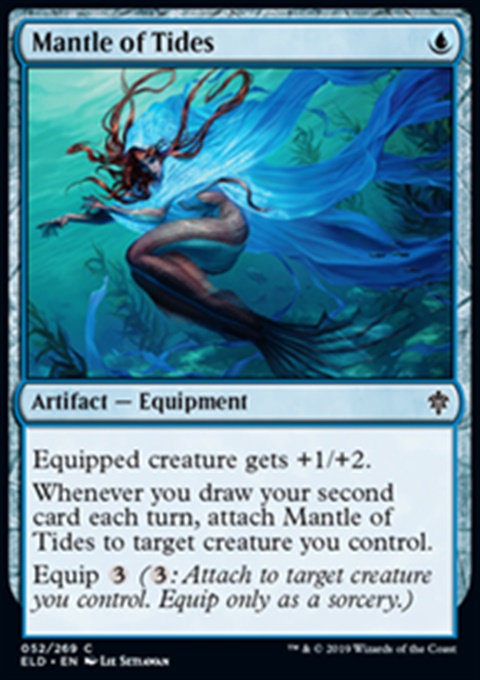 Mantle of Tides
Artifact — Equipment
Equipped creature gets +1/+2.
Whenever you draw your second
card each turn, attach Mantle of
Tides to target creature you control.
Equip 3 (3: Attach to target creature
you control. Equip only as a sorcery.)
052/269 C
ELD • EN Lie Setiawan
™ & © 2019 Wizards of the Coast